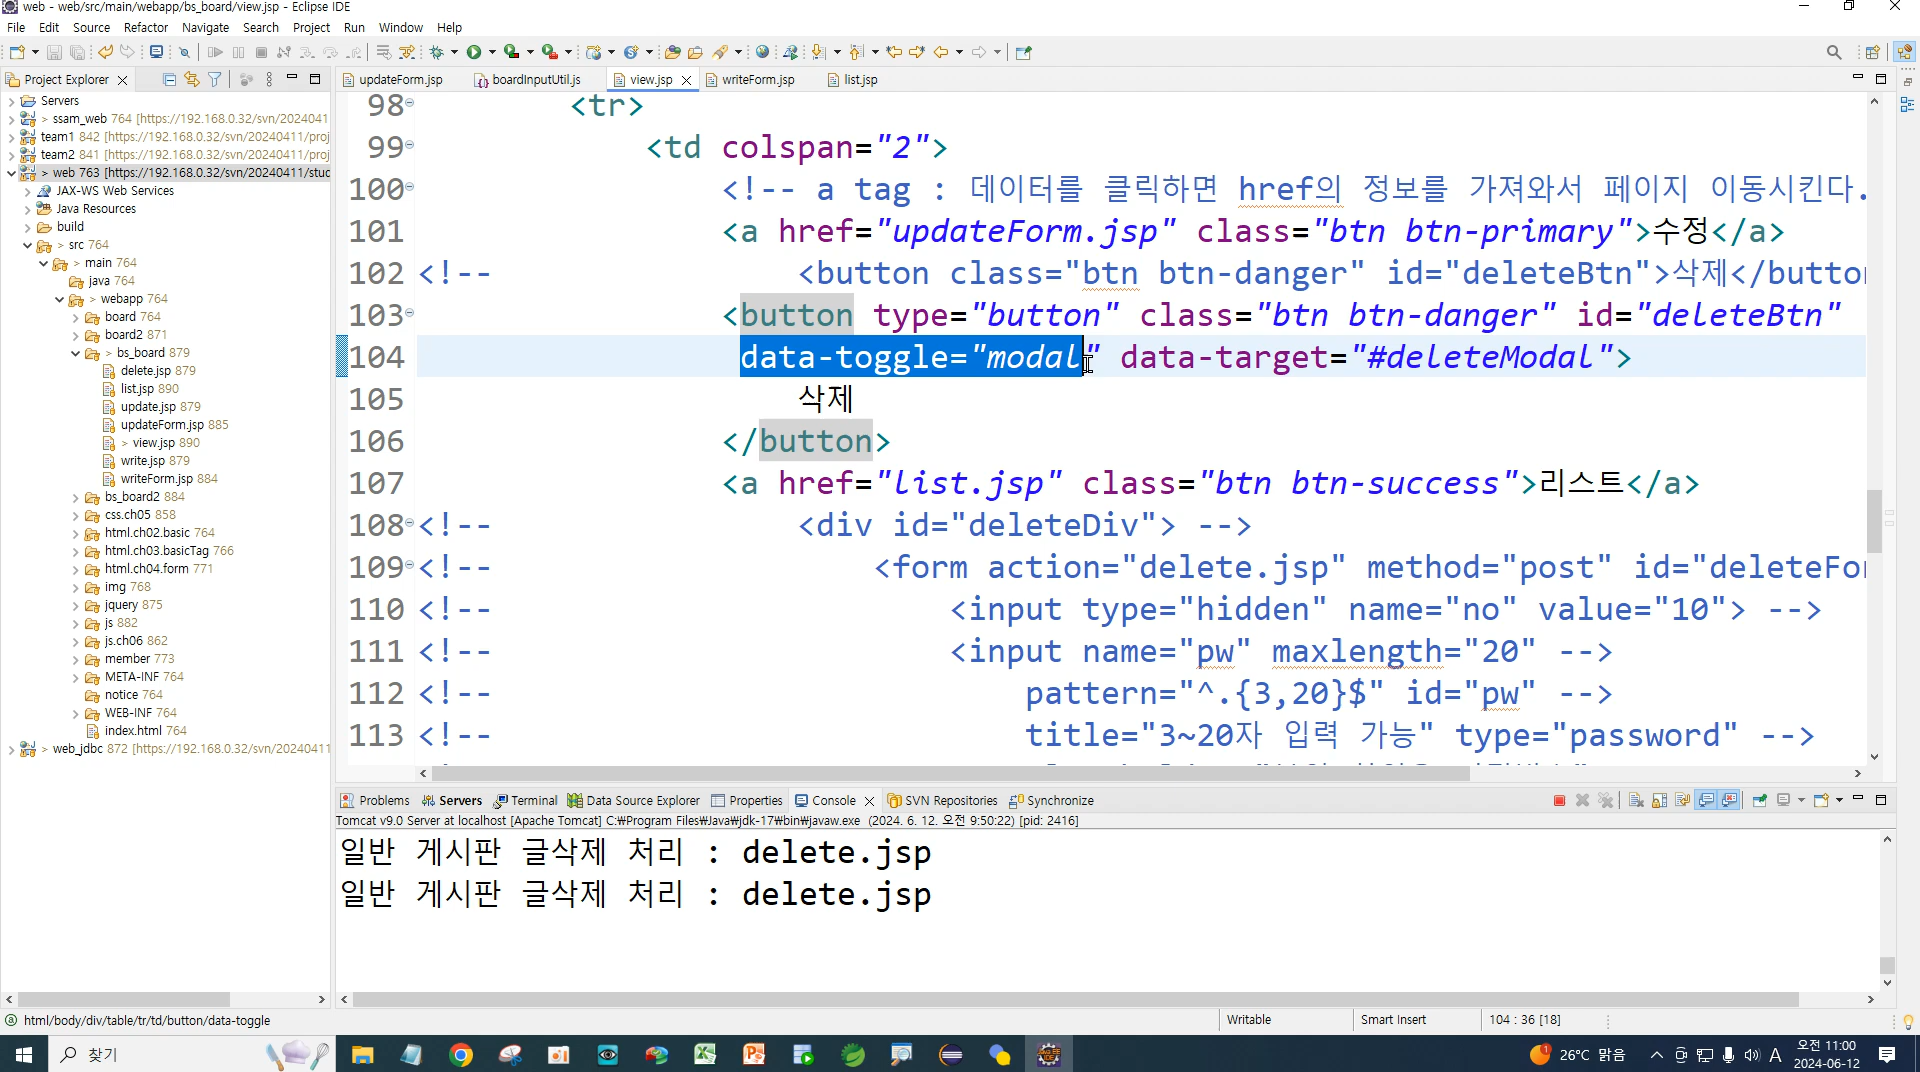 web - web/src/main/webapp/bs_board/view.jsp - Eclipse IDE
File Edit Source Refactor Navigate Search Project Run Window Help
Project Explorer
updateForm.jsp boardInputUtil.js view.jsp writeForm.jsp list.jsp
Servers
> ssam_web 764 [https://192.168.0.32/svn/2024041
team1 842 [https://192.168.0.32/svn/20240411/proj
team2 841 [https://192.168.0.32/svn/20240411/proj
> web 763 [https://192.168.0.32/svn/20240411/stud
JAX-WS Web Services
Java Resources
build
> src 764
> main 764
java 764
> webapp 764
board 764
board2 871
> bs_board 879
delete.jsp 879
list.jsp 890
update.jsp 879
updateForm.jsp 885
> view.jsp 890
write.jsp 879
writeForm.jsp 884
bs_board2 884
css.ch05 858
html.ch02.basic 764
html.ch03.basicTag 766
html.ch04.form 771
img 768
jquery 875
js 882
js.ch06 862
member 773
META-INF 764
notice 764
WEB-INF 764
index.html 764
> web_jdbc 872 [https://192.168.0.32/svn/20240411
98 <tr>
99 <td colspan="2">
100 <!-- a tag : 데이터를 클릭하면 href의 정보를 가져와서 페이지 이동시킨다.
101 <a href="updateForm.jsp" class="btn btn-primary">수정</a>
102 <!-- <button class="btn btn-danger" id="deleteBtn">삭제</button
103 <button type="button" class="btn btn-danger" id="deleteBtn"
104 data-toggle="modal" data-target="#deleteModal">
105 삭제
106 </button>
107 <a href="list.jsp" class="btn btn-success">리스트</a>
108 <!-- <div id="deleteDiv"> -->
109 <!-- <form action="delete.jsp" method="post" id="deleteFor
110 <!-- <input type="hidden" name="no" value="10"> -->
111 <!-- <input name="pw" maxlength="20" -->
112 <!-- pattern="^.{3,20}$" id="pw" -->
113 <!-- title="3~20자 입력 가능" type="password" -->
Problems Servers Terminal Data Source Explorer Properties Console SVN Repositories Synchronize
Tomcat v9.0 Server at localhost [Apache Tomcat] C:₩Program Files₩Java₩jdk-17₩bin₩javaw.exe (2024. 6. 12. 오전 9:50:22) [pid: 2416]
일반 게시판 글삭제 처리 : delete.jsp
일반 게시판 글삭제 처리 : delete.jsp
html/body/div/table/tr/td/button/data-toggle Writable Smart Insert 104 : 36 [18]
찾기 26°C 맑음 A 오전 11:00
2024-06-12